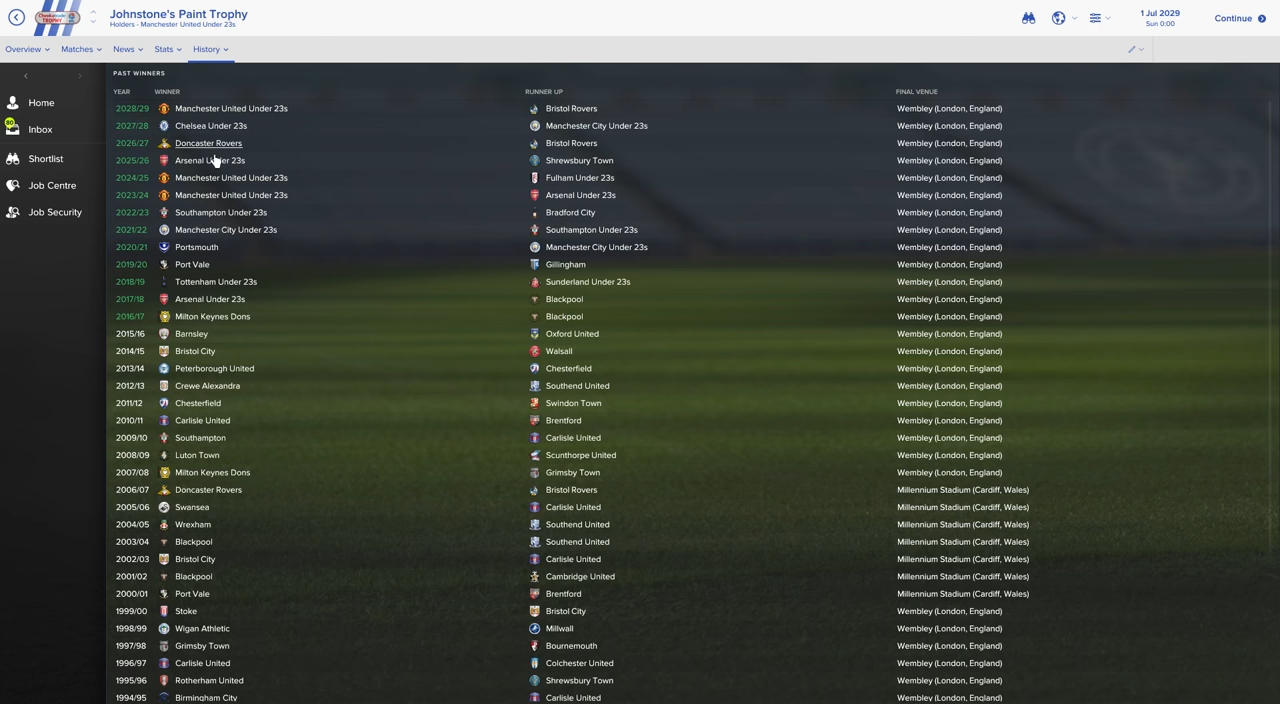 Johnstone's Paint Trophy
Holders - Manchester United Under 23s
1 Jul 2029
Sun 0:00
Continue
Overview Matches News Stats History
PAST WINNERS
YEAR WINNER RUNNER UP FINAL VENUE
Home
80
Inbox
Shortlist
Job Centre
Job Security
2028/29 Manchester United Under 23s Bristol Rovers Wembley (London, England)
2027/28 Chelsea Under 23s Manchester City Under 23s Wembley (London, England)
2026/27 Doncaster Rovers Bristol Rovers Wembley (London, England)
2025/26 Arsenal Under 23s Shrewsbury Town Wembley (London, England)
2024/25 Manchester United Under 23s Fulham Under 23s Wembley (London, England)
2023/24 Manchester United Under 23s Arsenal Under 23s Wembley (London, England)
2022/23 Southampton Under 23s Bradford City Wembley (London, England)
2021/22 Manchester City Under 23s Southampton Under 23s Wembley (London, England)
2020/21 Portsmouth Manchester City Under 23s Wembley (London, England)
2019/20 Port Vale Gillingham Wembley (London, England)
2018/19 Tottenham Under 23s Sunderland Under 23s Wembley (London, England)
2017/18 Arsenal Under 23s Blackpool Wembley (London, England)
2016/17 Milton Keynes Dons Blackpool Wembley (London, England)
2015/16 Barnsley Oxford United Wembley (London, England)
2014/15 Bristol City Walsall Wembley (London, England)
2013/14 Peterborough United Chesterfield Wembley (London, England)
2012/13 Crewe Alexandra Southend United Wembley (London, England)
2011/12 Chesterfield Swindon Town Wembley (London, England)
2010/11 Carlisle United Brentford Wembley (London, England)
2009/10 Southampton Carlisle United Wembley (London, England)
2008/09 Luton Town Scunthorpe United Wembley (London, England)
2007/08 Milton Keynes Dons Grimsby Town Wembley (London, England)
2006/07 Doncaster Rovers Bristol Rovers Millennium Stadium (Cardiff, Wales)
2005/06 Swansea Carlisle United Millennium Stadium (Cardiff, Wales)
2004/05 Wrexham Southend United Millennium Stadium (Cardiff, Wales)
2003/04 Blackpool Southend United Millennium Stadium (Cardiff, Wales)
2002/03 Bristol City Carlisle United Millennium Stadium (Cardiff, Wales)
2001/02 Blackpool Cambridge United Millennium Stadium (Cardiff, Wales)
2000/01 Port Vale Brentford Millennium Stadium (Cardiff, Wales)
1999/00 Stoke Bristol City Wembley (London, England)
1998/99 Wigan Athletic Millwall Wembley (London, England)
1997/98 Grimsby Town Bournemouth Wembley (London, England)
1996/97 Carlisle United Colchester United Wembley (London, England)
1995/96 Rotherham United Shrewsbury Town Wembley (London, England)
1994/95 Birmingham City Carlisle United Wembley (London, England)